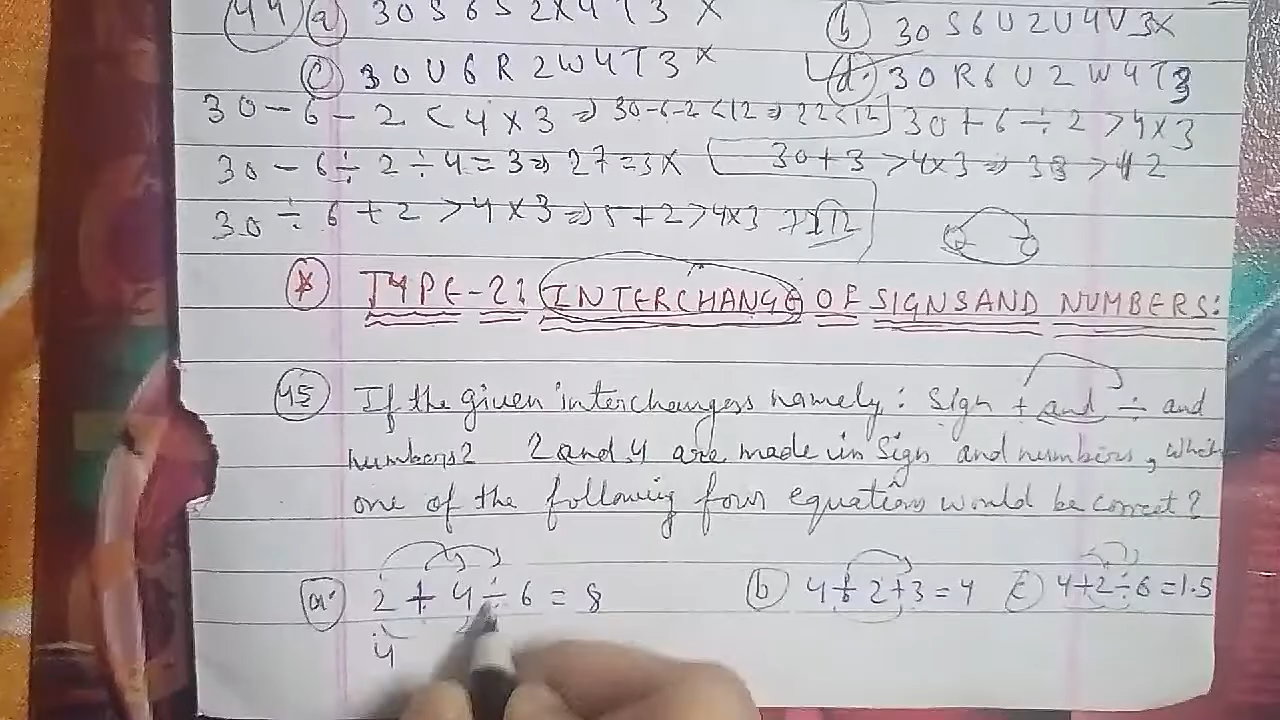 44 (a) 30 S 6 S 2 X 4 T 3 X (b) 30 S 6 U 2 U 4 V 3 X
(c) 30 U 6 R 2 W 4 T 3 X (d) 30 R 6 U 2 W 4 T 3
30 - 6 - 2 < 4 × 3 ⇒ 30-6-2 < 12 ⇒ 22 < 12 30 + 6 ÷ 2 > 4 × 3
30 - 6 ÷ 2 ÷ 4 = 3 ⇒ 27 = 3 X 30 + 3 > 4 × 3 ⇒ 33 > 12
30 ÷ 6 + 2 > 4 × 3 ⇒ 5 + 2 > 4×3
* TYPE-2: INTERCHANGE OF SIGNS AND NUMBERS:
45 If the given interchangess namely: Sign + and ÷ and
numbers? 2 and 4 are made in Sign and numbers, which
one of the following four equations would be correct?
(a) 2 + 4 ÷ 6 = 8 (b) 4 ÷ 2 + 3 = 4 (c) 4 + 2 ÷ 6 = 1.5
4